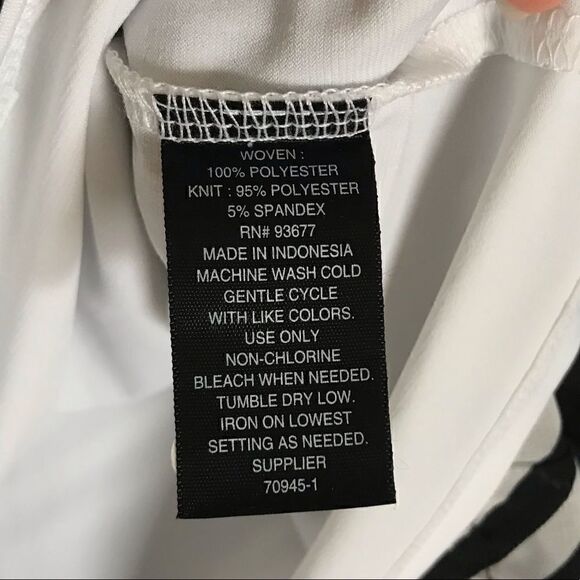 WOVEN :
100% POLYESTER
KNIT : 95% POLYESTER
5% SPANDEX
RN# 93677
MADE IN INDONESIA
MACHINE WASH COLD
GENTLE CYCLE
WITH LIKE COLORS.
USE ONLY
NON-CHLORINE
BLEACH WHEN NEEDED.
TUMBLE DRY LOW.
IRON ON LOWEST
SETTING AS NEEDED.
SUPPLIER
70945-1